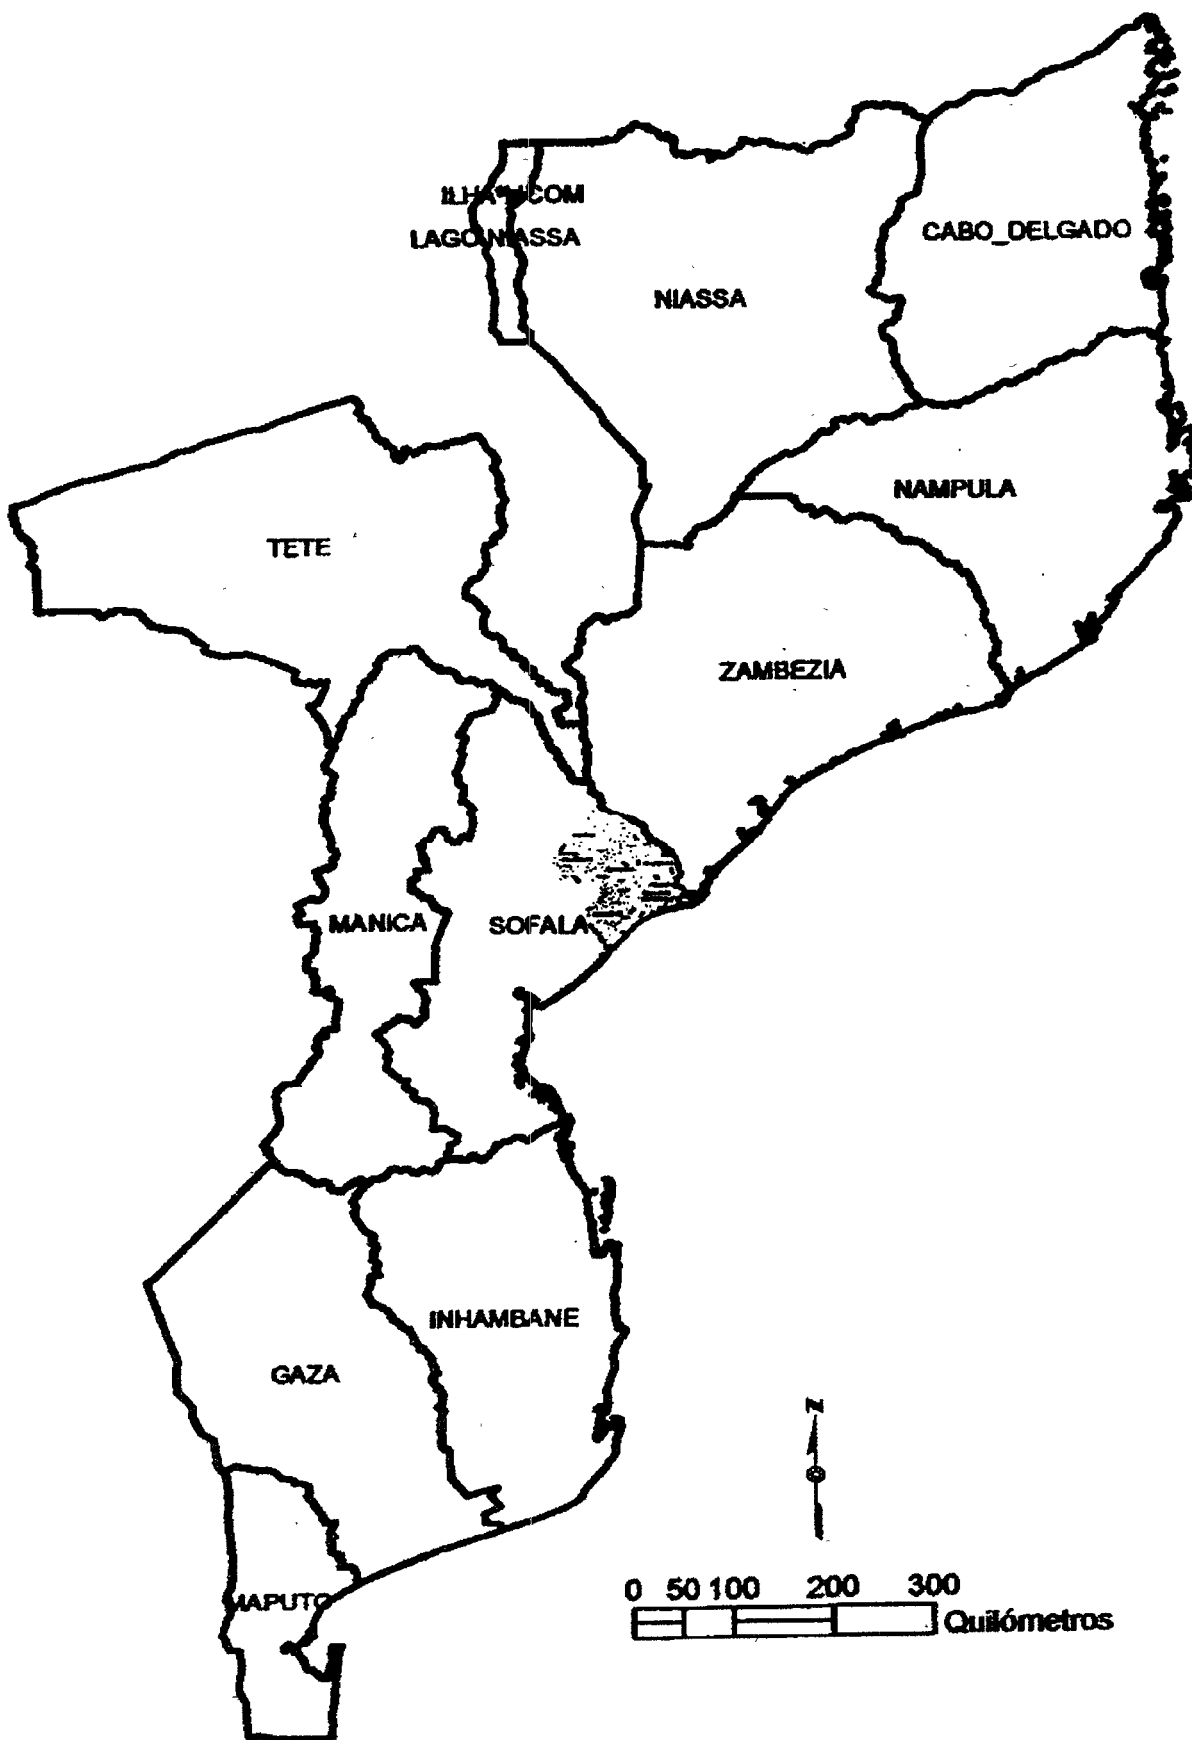 ILHA COM
LAGO NIASSA
CABO_DELGADO
NIASSA
NAMPULA
TETE
ZAMBEZIA
MANICA
SOFALA
INHAMBANE
GAZA
N
MAPUTO
0 50 100 200 300
Quilómetros